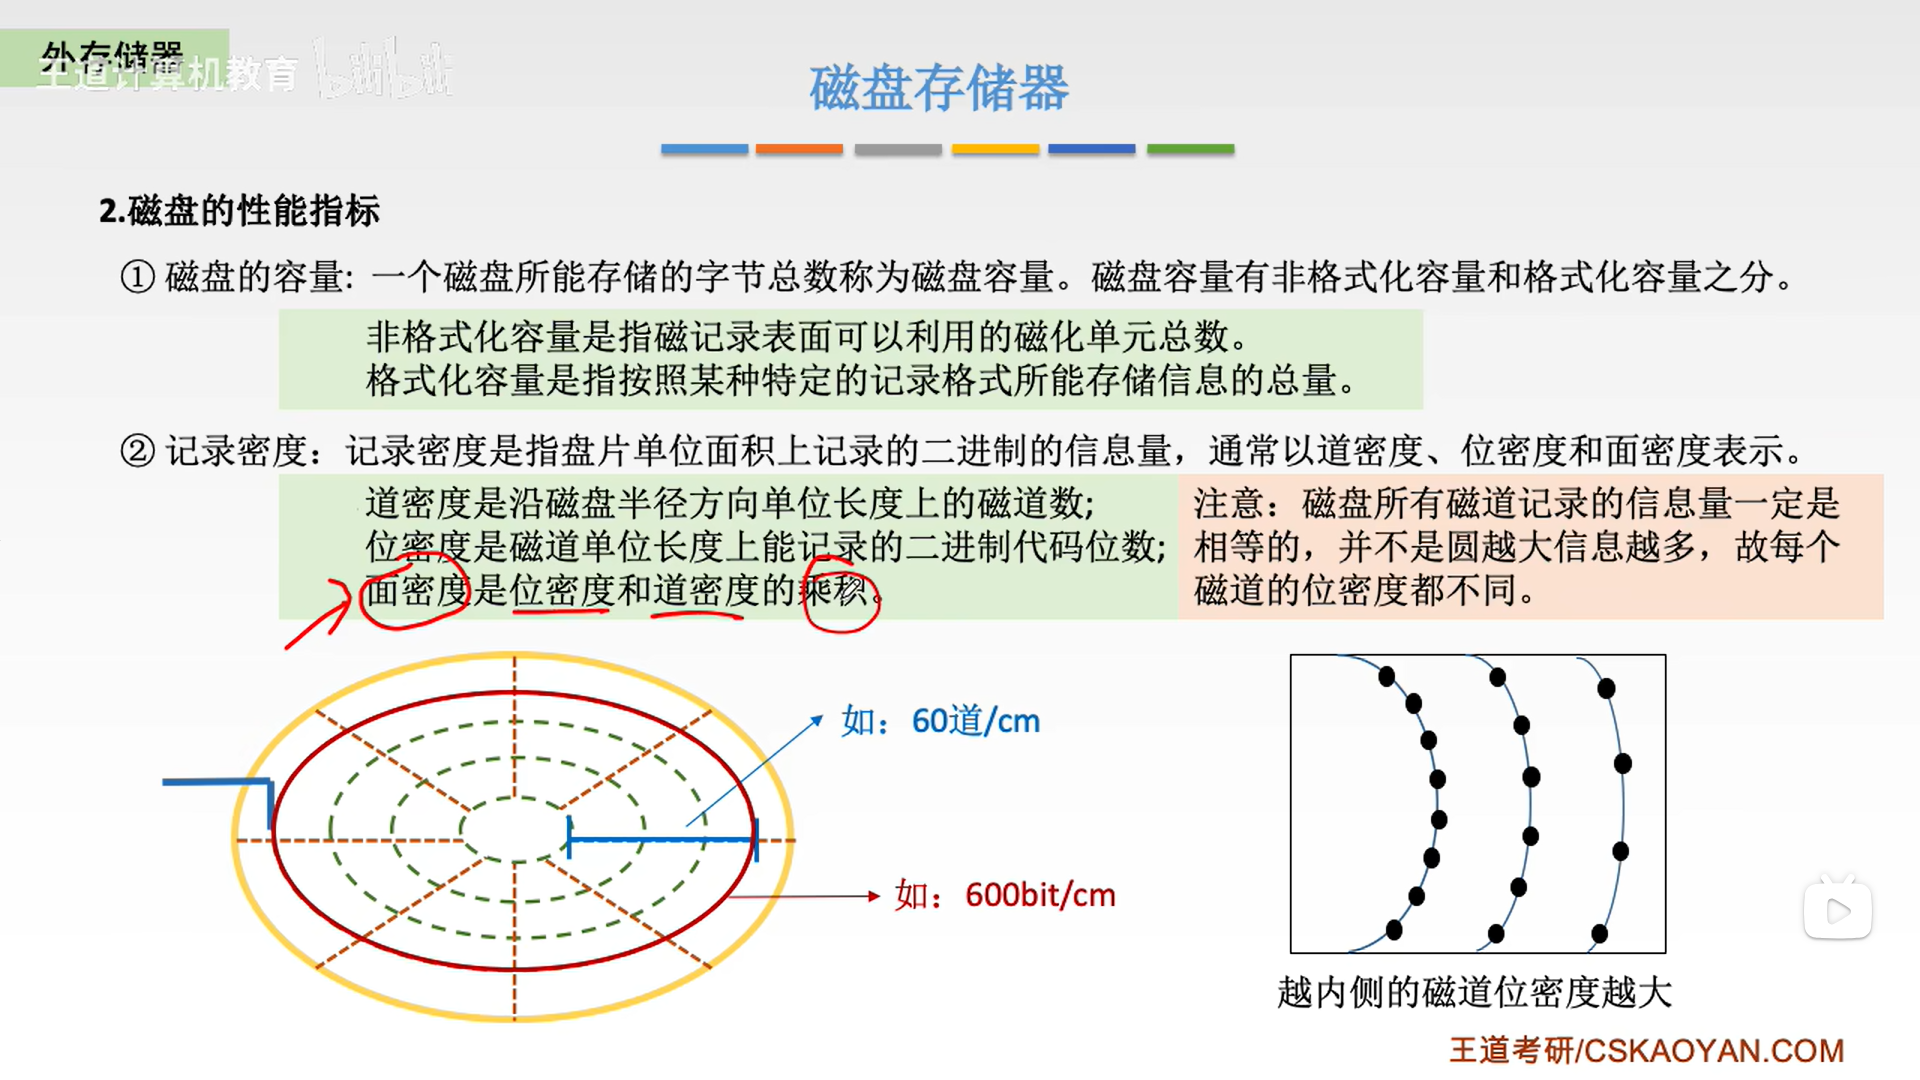 外存储器
王道计算机教育 bilibili
磁盘存储器
2.磁盘的性能指标
① 磁盘的容量: 一个磁盘所能存储的字节总数称为磁盘容量。磁盘容量有非格式化容量和格式化容量之分。
非格式化容量是指磁记录表面可以利用的磁化单元总数。
格式化容量是指按照某种特定的记录格式所能存储信息的总量。
② 记录密度：记录密度是指盘片单位面积上记录的二进制的信息量，通常以道密度、位密度和面密度表示。
道密度是沿磁盘半径方向单位长度上的磁道数;
位密度是磁道单位长度上能记录的二进制代码位数;
面密度是位密度和道密度的乘积。
注意：磁盘所有磁道记录的信息量一定是
相等的，并不是圆越大信息越多，故每个
磁道的位密度都不同。
如：60道/cm
如：600bit/cm
越内侧的磁道位密度越大
王道考研/CSKAOYAN.COM